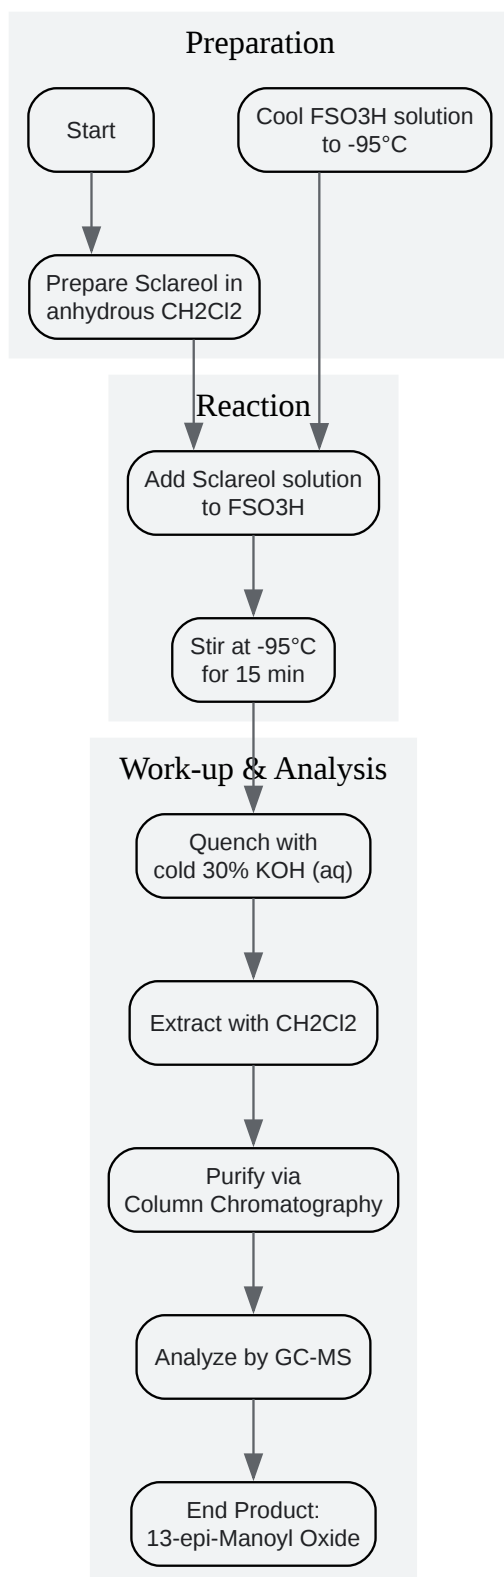 Preparation
Start
Cool FSO3H solution
to -95°C
Prepare Sclareol in
anhydrous CH2Cl2
Reaction
Add Sclareol solution
to FSO3H
Stir at -95°C
for 15 min
Work-up & Analysis
Quench with
cold 30% KOH (aq)
Extract with CH2Cl2
Purify via
Column Chromatography
Analyze by GC-MS
End Product:
13-epi-Manoyl Oxide